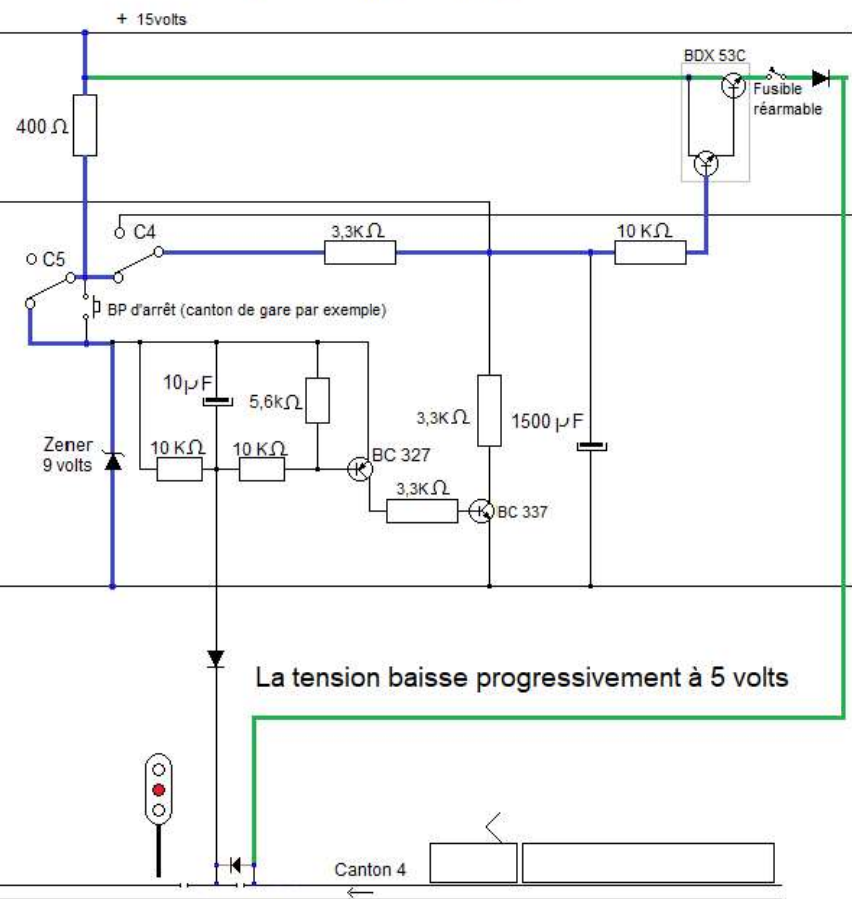 + 15volts
BDX 53C
Fusible
réarmable
400 Ω
C4
3,3KΩ
10 KΩ
C5
BP d'arrêt (canton de gare par exemple)
10μF
5,6kΩ
3,3KΩ
1500 μF
Zener
9 volts
10 KΩ
10 KΩ
BC 327
3,3KΩ
BC 337
La tension baisse progressivement à 5 volts
Canton 4